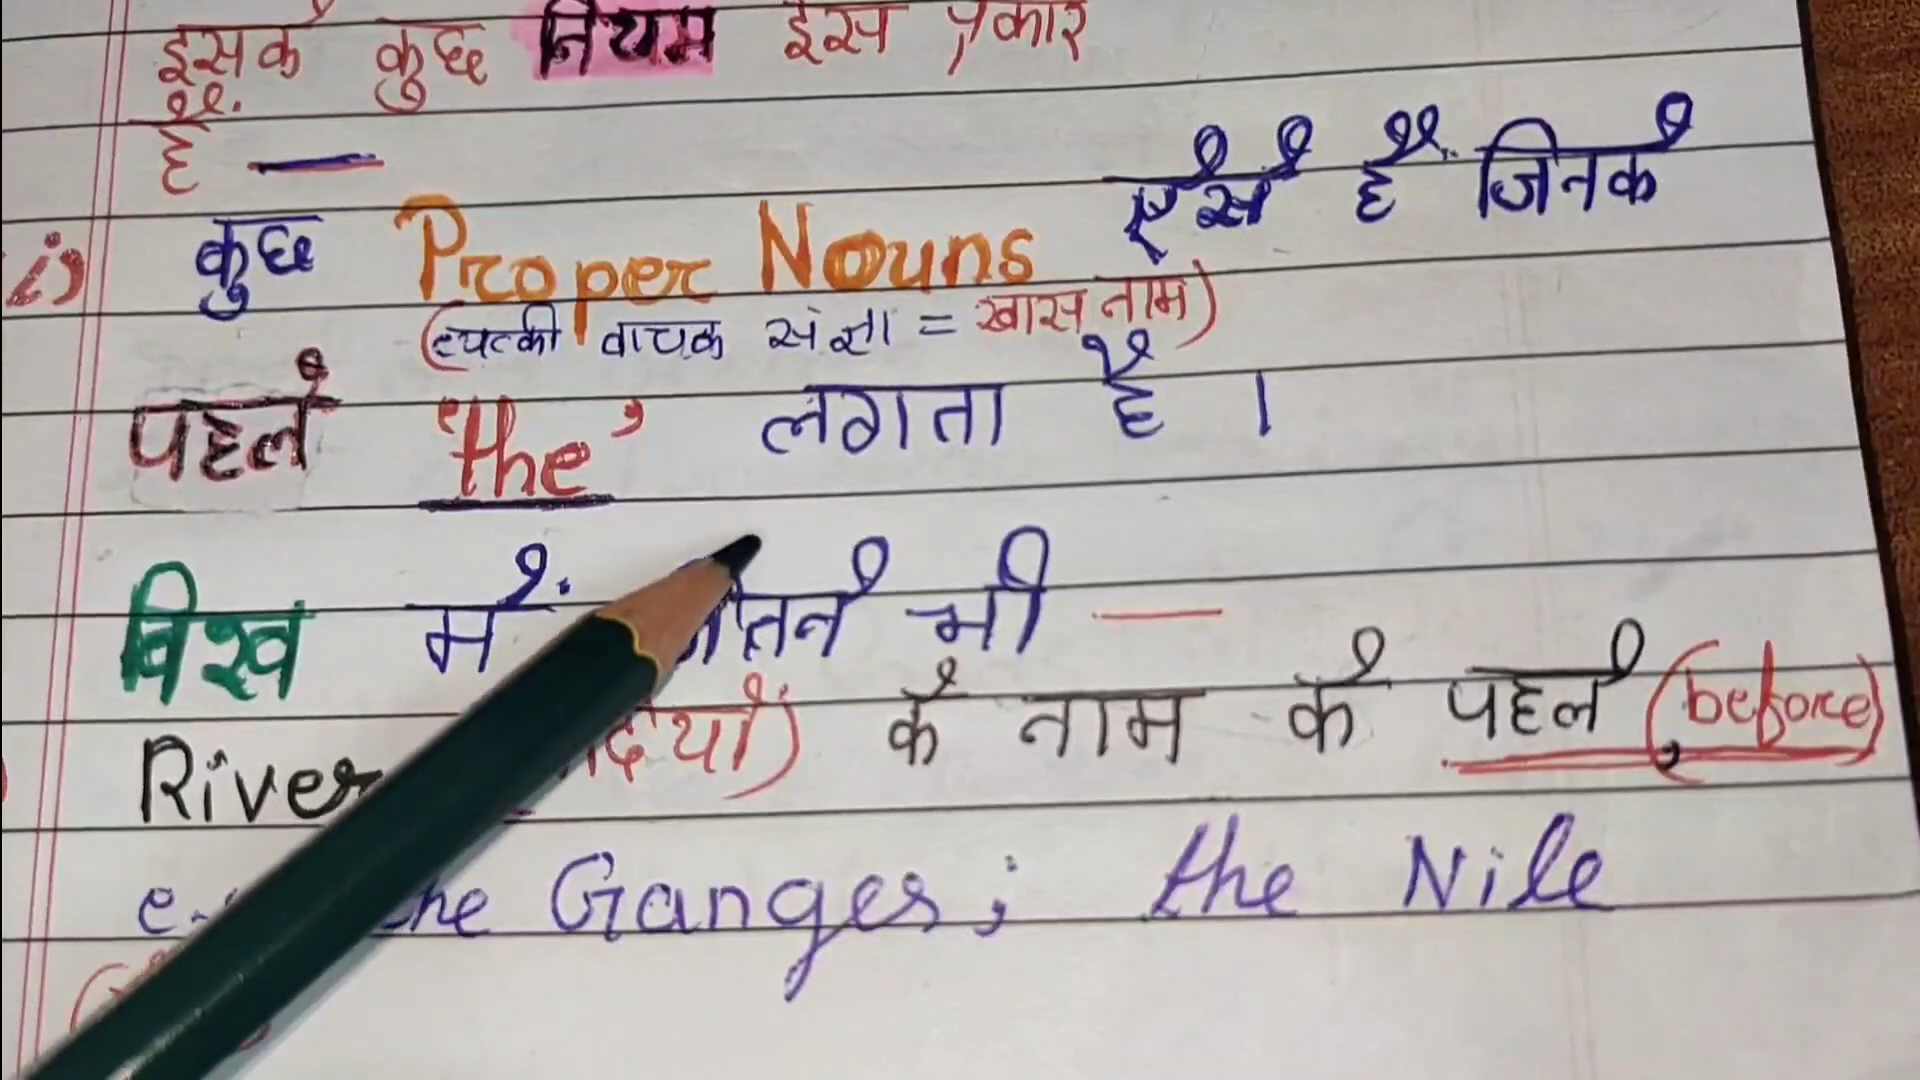 इसके कुछ नियम इस प्रकार
हैं —
i) कुछ Proper Nouns ऐसे हैं जिनके
(व्यक्ती वाचक संज्ञा = खास नाम)
पहले 'the' लगता है ।
विश्व में जितने भी —
River के नाम के पहले (before)
the Ganges; the Nile